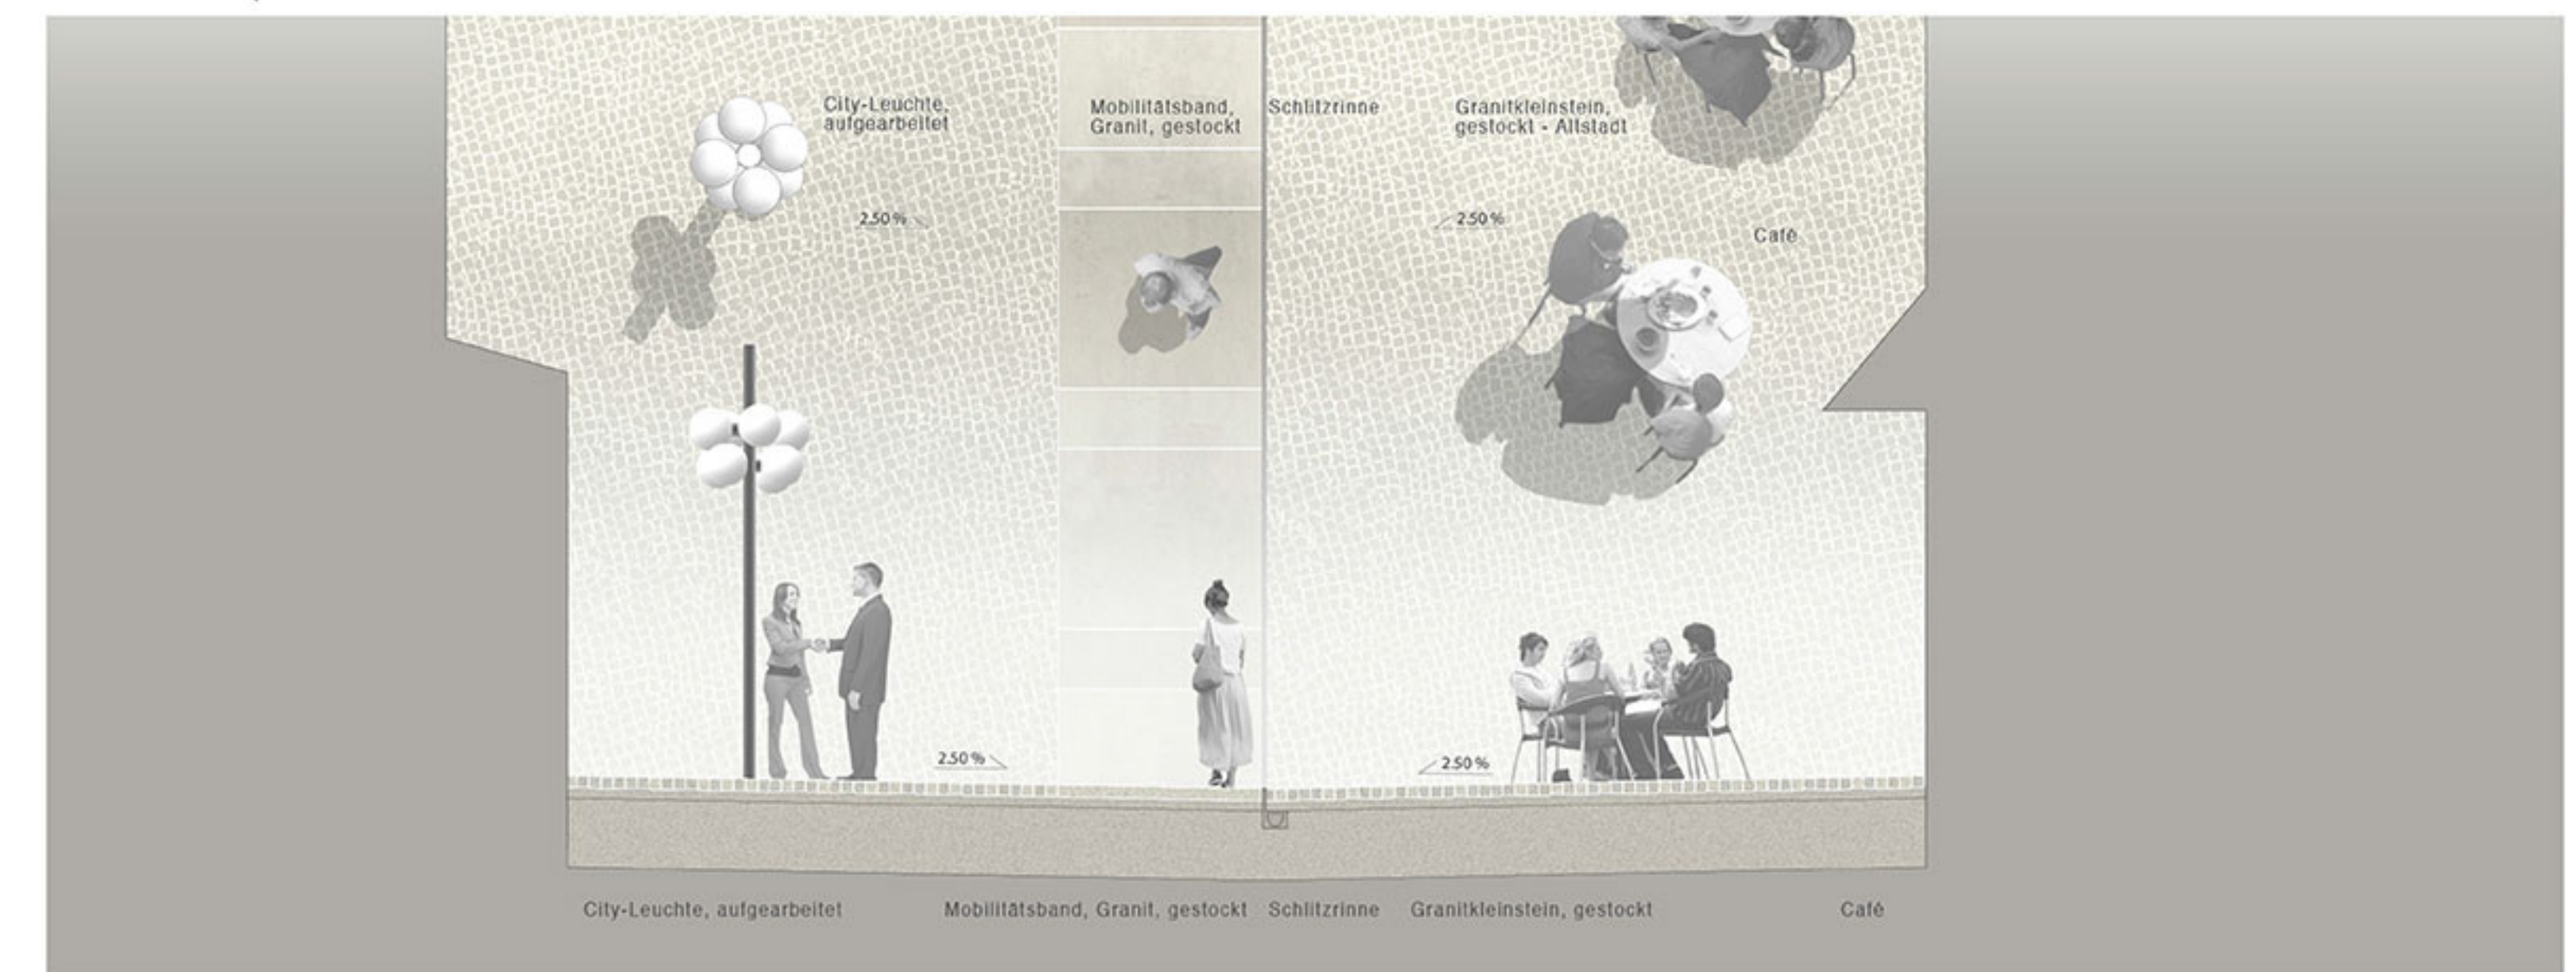 City-Leuchte,
aufgearbeitet
Mobilitätsband,
Granit, gestockt
Schlitzrinne
Granitkleinstein,
gestockt - Altstadt
2.50 %
2.50 %
Café
2.50 %
2.50 %
City-Leuchte, aufgearbeitet
Mobilitätsband, Granit, gestockt
Schlitzrinne
Granitkleinstein, gestockt
Café